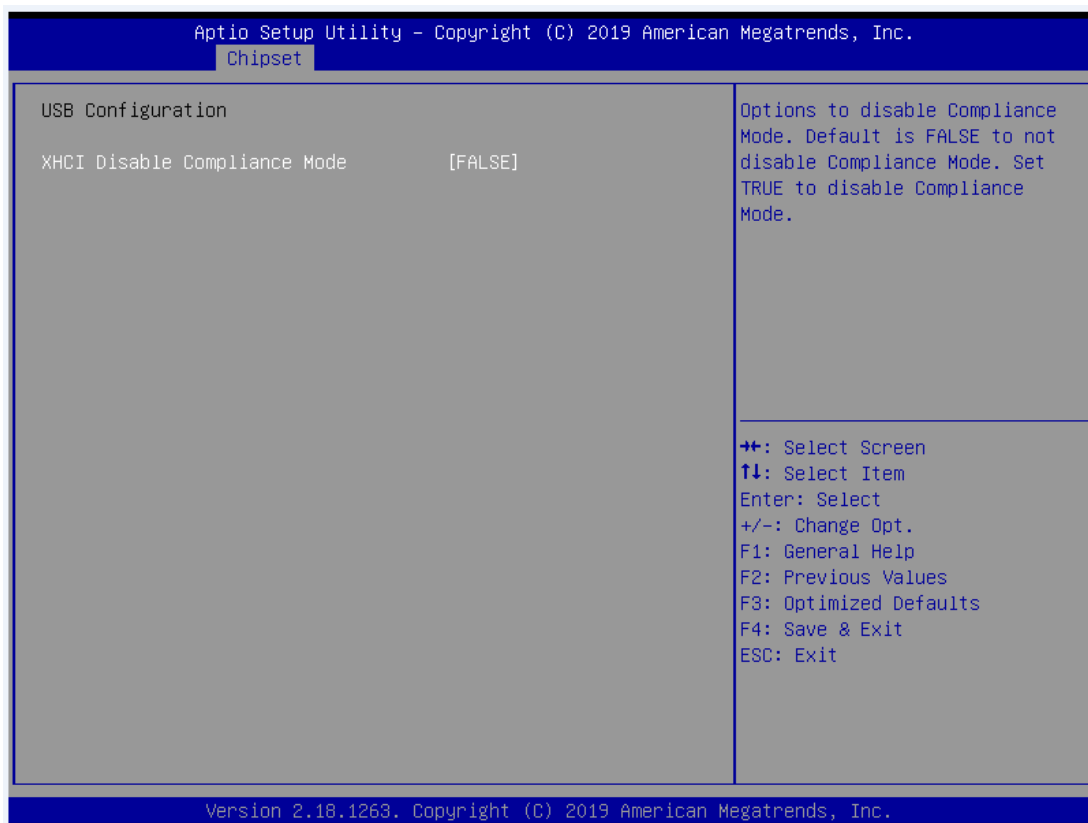 Aptio Setup Utility – Copyright (C) 2019 American Megatrends, Inc.
Chipset
USB Configuration
XHCI Disable Compliance Mode [FALSE]
Options to disable Compliance
Mode. Default is FALSE to not
disable Compliance Mode. Set
TRUE to disable Compliance
Mode.
→←: Select Screen
↑↓: Select Item
Enter: Select
+/-: Change Opt.
F1: General Help
F2: Previous Values
F3: Optimized Defaults
F4: Save & Exit
ESC: Exit
Version 2.18.1263. Copyright (C) 2019 American Megatrends, Inc.